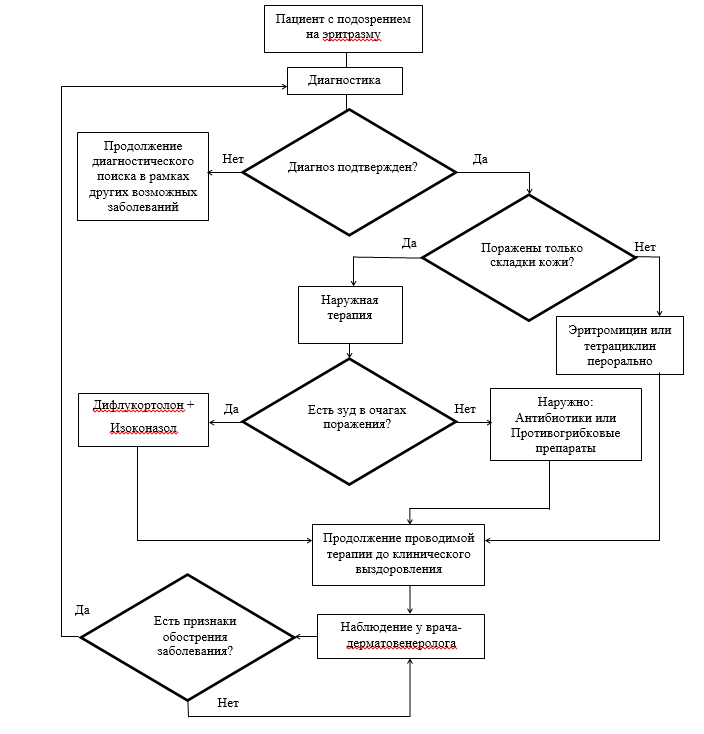 Пациент с подозрением
на эритразму
Диагностика
Диагноз подтвержден?
Нет
Да
Продолжение
диагностического
поиска в рамках
других возможных
заболеваний
Поражены только
складки кожи?
Да
Нет
Наружная
терапия
Эритромицин или
тетрациклин
перорально
Есть зуд в очагах
поражения?
Да
Нет
Дифлукортолон +
Изоконазол
Наружно:
Антибиотики или
Противогрибковые
препараты
Продолжение проводимой
терапии до клинического
выздоровления
Наблюдение у врача-
дерматовенеролога
Есть признаки
обострения
заболевания?
Да
Нет